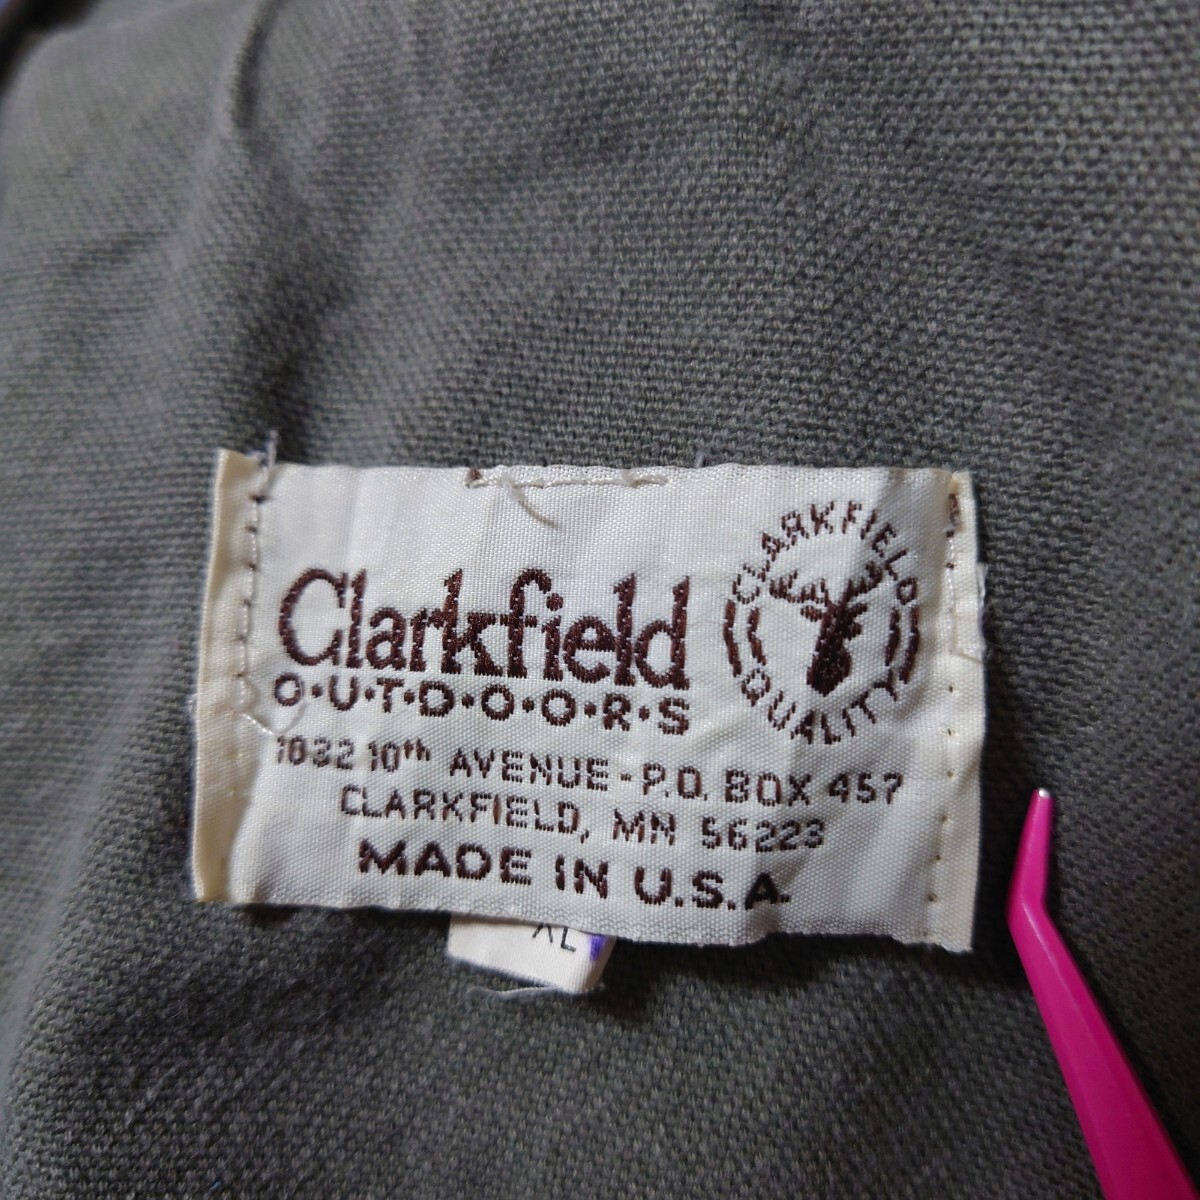 Clarkfield
O·U·T·D·O·O·R·S
CLARKFIELD
QUALITY
1032 10th AVENUE - P.O. BOX 457
CLARKFIELD, MN 56223
MADE IN U.S.A.
XL